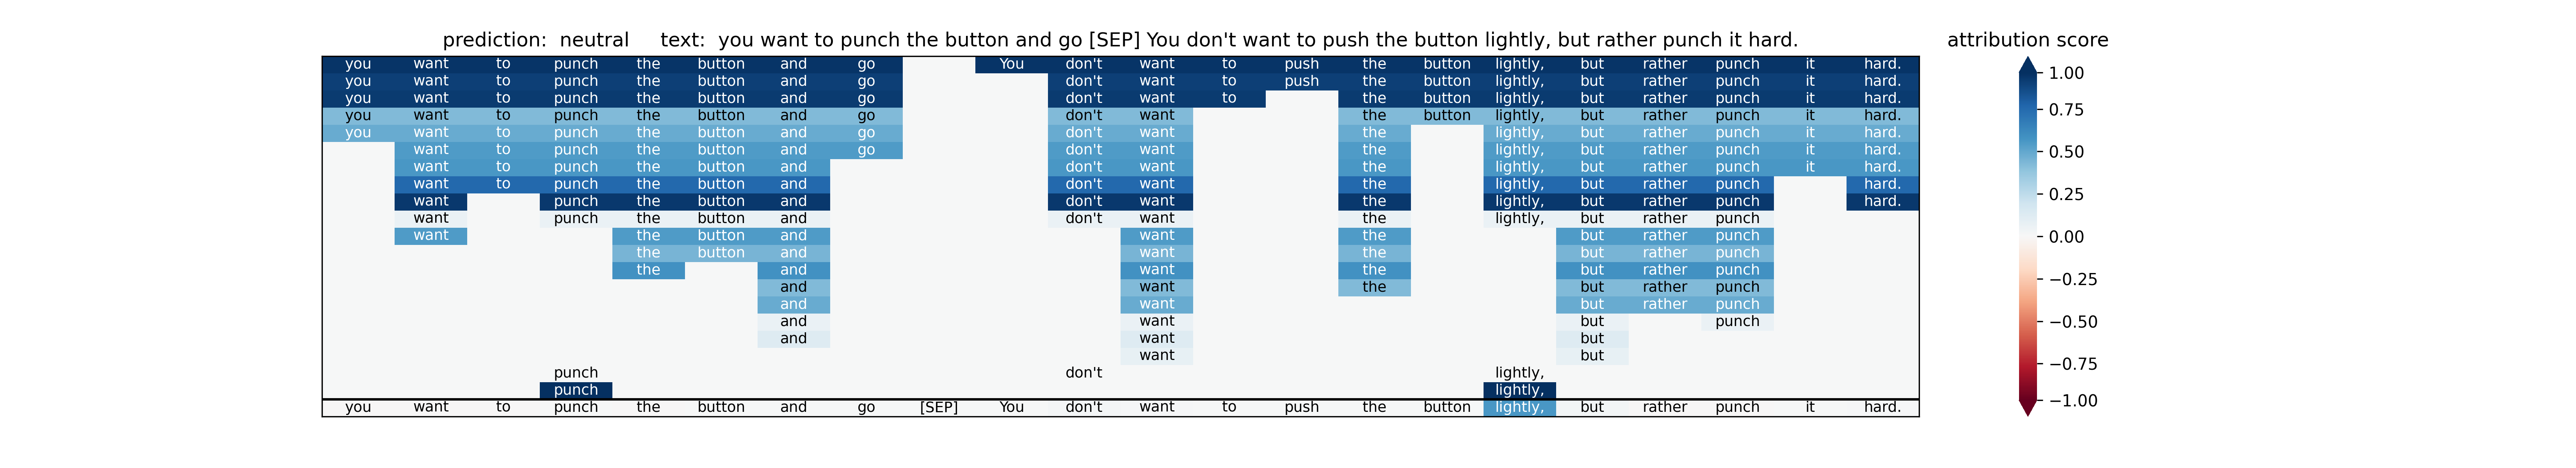 prediction:  neutral     text:  you want to punch the button and go [SEP] You don't want to push the button lightly, but rather punch it hard.
attribution score
you want to punch the button and go You don't want to push the button lightly, but rather punch it hard.
you want to punch the button and go don't want to push the button lightly, but rather punch it hard.
you want to punch the button and go don't want to the button lightly, but rather punch it hard.
you want to punch the button and go don't want the button lightly, but rather punch it hard.
you want to punch the button and go don't want the lightly, but rather punch it hard.
want to punch the button and go don't want the lightly, but rather punch it hard.
want to punch the button and don't want the lightly, but rather punch it hard.
want to punch the button and don't want the lightly, but rather punch hard.
want punch the button and don't want the lightly, but rather punch hard.
want punch the button and don't want the lightly, but rather punch
want the button and want the but rather punch
the button and want the but rather punch
the and want the but rather punch
and want the but rather punch
and want but rather punch
and want but punch
and want but
want but
punch don't lightly,
punch lightly,
you want to punch the button and go [SEP] You don't want to push the button lightly, but rather punch it hard.
1.00
0.75
0.50
0.25
0.00
−0.25
−0.50
−0.75
−1.00